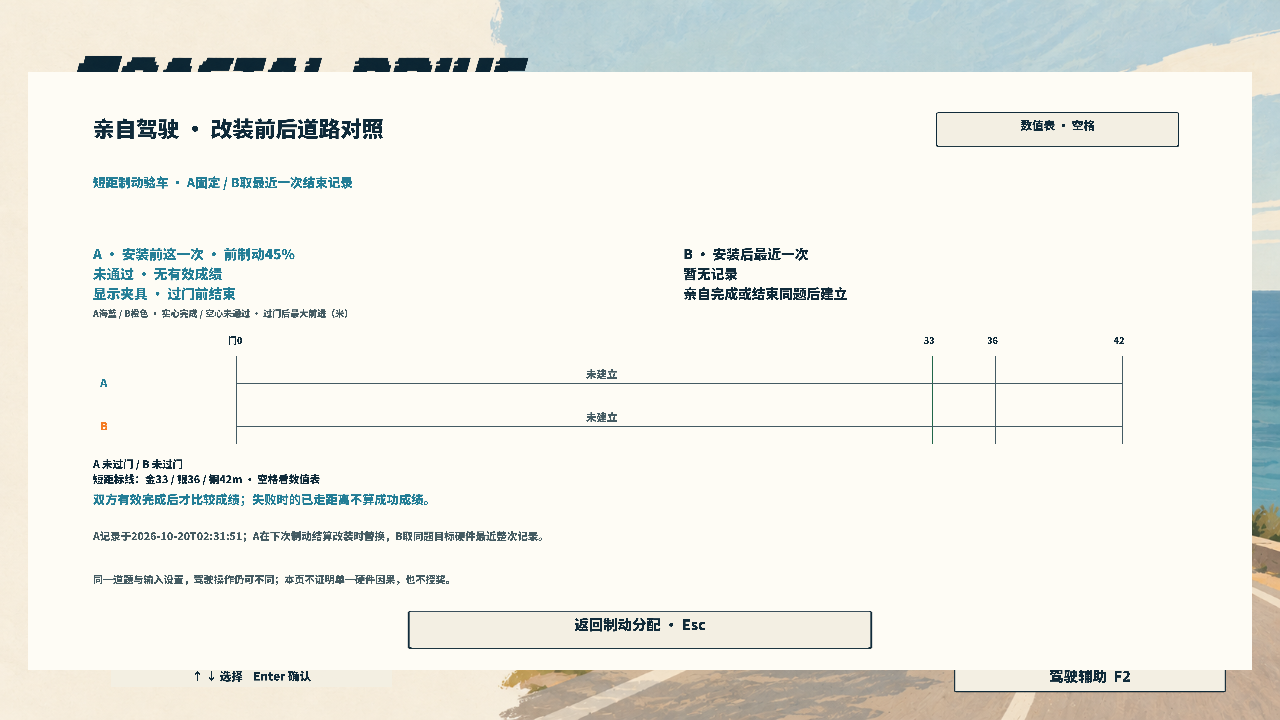 亲自驾驶 · 改装前后道路对照
数值表 · 空格
短距制动验车 · A固定 / B取最近一次结束记录
A · 安装前这一次 · 前制动45%
未通过 · 无有效成绩
显示夹具 · 过门前结束
B · 安装后最近一次
暂无记录
亲自完成或结束同题后建立
A海蓝 / B橙色 · 实心完成 / 空心未通过 · 过门后最大前进（米）
门0 33 36 42
A 未建立
B 未建立
A 未过门 / B 未过门
短距标线：金33 / 银36 / 铜42m · 空格看数值表
双方有效完成后才比较成绩；失败时的已走距离不算成功成绩。
A记录于2026-10-20T02:31:51；A在下次制动结算改装时替换，B取同题目标硬件最近整次记录。
同一道题与输入设置，驾驶操作仍可不同；本页不证明单一硬件因果，也不授奖。
返回制动分配 · Esc
↑ ↓ 选择 Enter 确认
驾驶辅助 F2